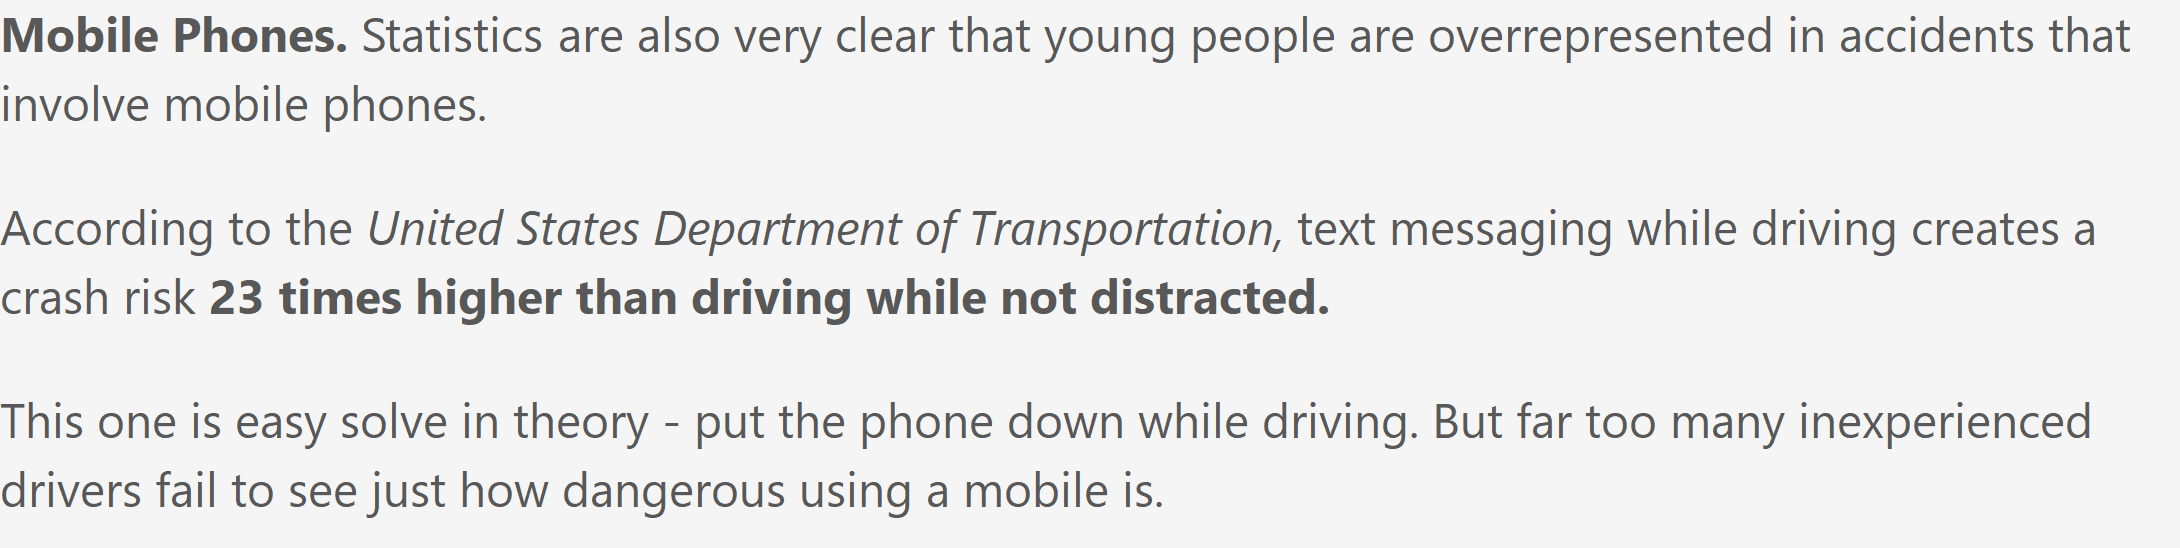 Mobile Phones. Statistics are also very clear that young people are overrepresented in accidents that
involve mobile phones.
According to the United States Department of Transportation, text messaging while driving creates a
crash risk 23 times higher than driving while not distracted.
This one is easy solve in theory - put the phone down while driving. But far too many inexperienced
drivers fail to see just how dangerous using a mobile is.